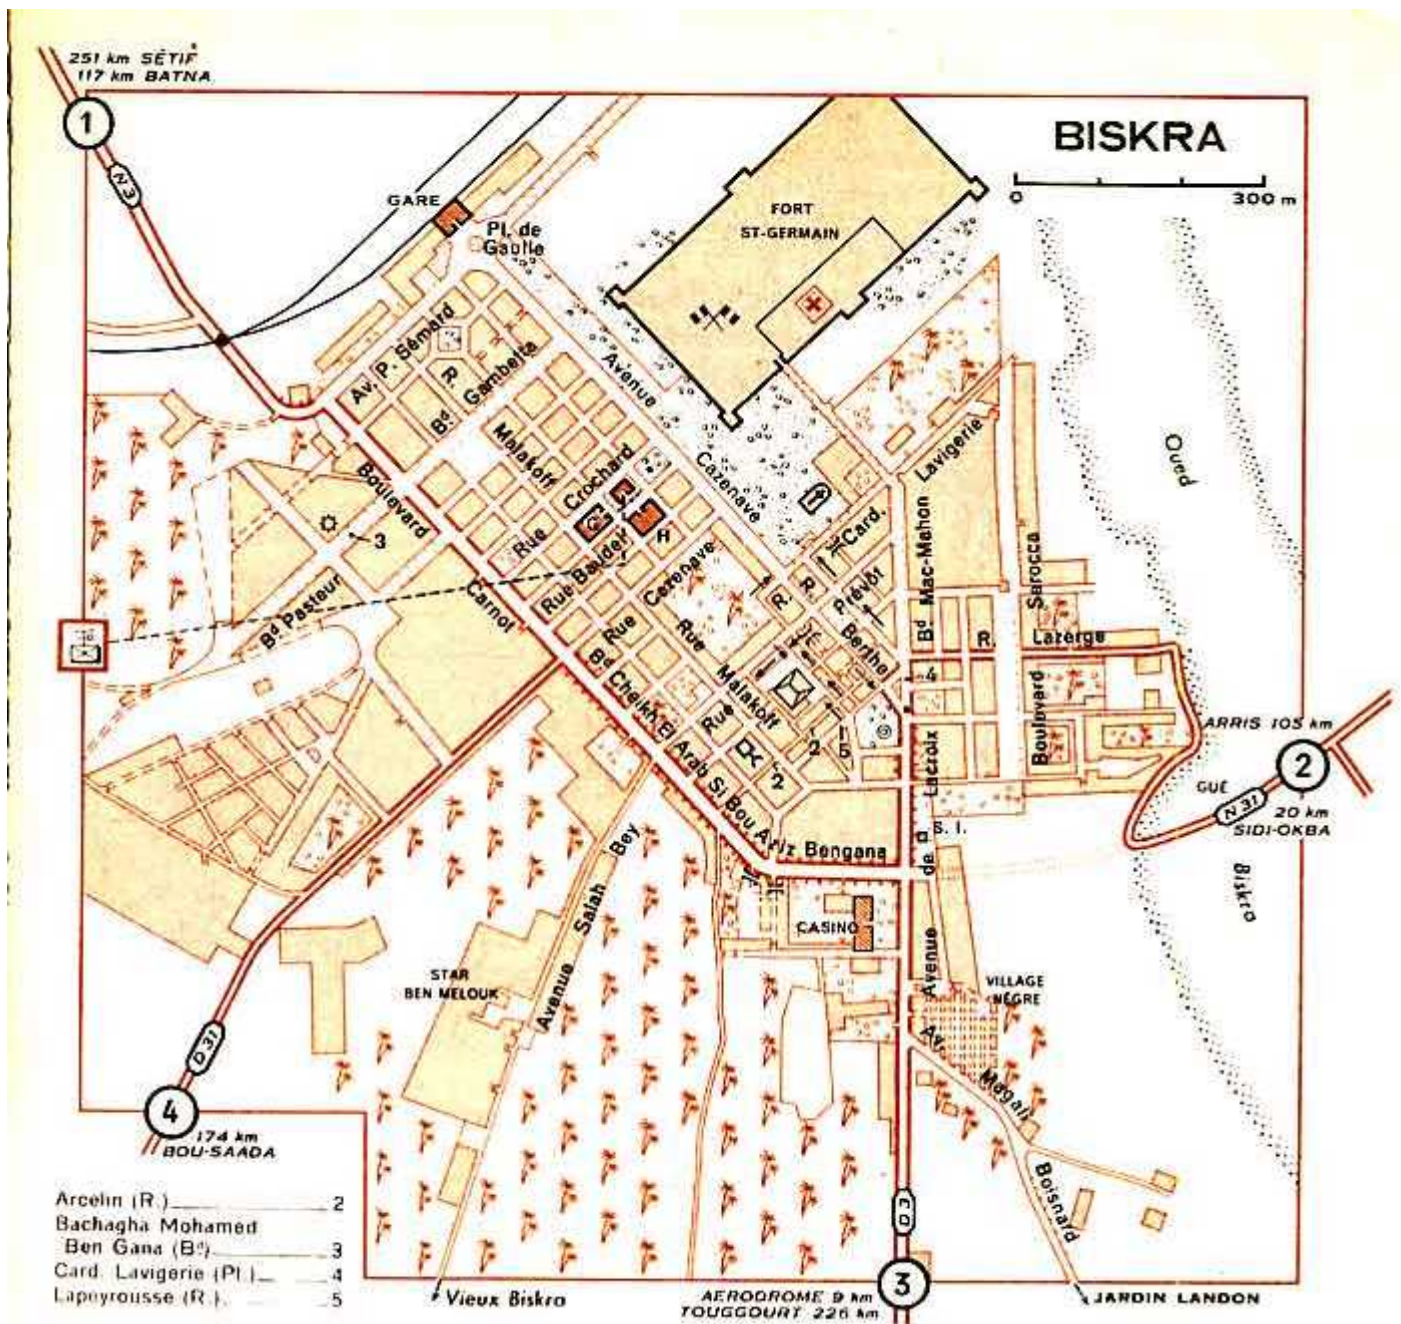 251 km SÉTIF
117 km BATNA
1
N 3
BISKRA
0
300 m
GARE
Pl. de
Gaulle
FORT
ST-GERMAIN
Av. P. Sémard
R.
Bd Gambetta
Avenue
Cazenave
Malakoff
Crochard
Rue
Boulevard
Carnot
3
Rue Baudel
H
Rue Cazenave
Bd Pasteur
Lavigerie
Card.
R.
Prévôt
R.
Berthe
Bd Mac-Mahon
Sarocca
Boulevard
R. Lazerge
Oued
Biskra
Rue
Malakoff
Rue
4
2
5
2
Bd Cheikh El Arab Si Bou Aziz Bengana
Lacroix
de
Avenue
S. I.
ARRIS 105 km
2
GUÉ
N 31
20 km
SIDI-OKBA
Avenue Salah Bey
STAR
BEN MELOUK
CASINO
VILLAGE
NÈGRE
Av. Magali Boisnard
D 31
4
174 km
BOU-SAADA
Arcelin (R.) 2
Bachagha Mohamed
Ben Gana (Bd) 3
Card. Lavigerie (Pl.) 4
Lapeyrousse (R.) 5
Vieux Biskra
AERODROME 9 km
TOUGGOURT 226 km
3
JARDIN LANDON